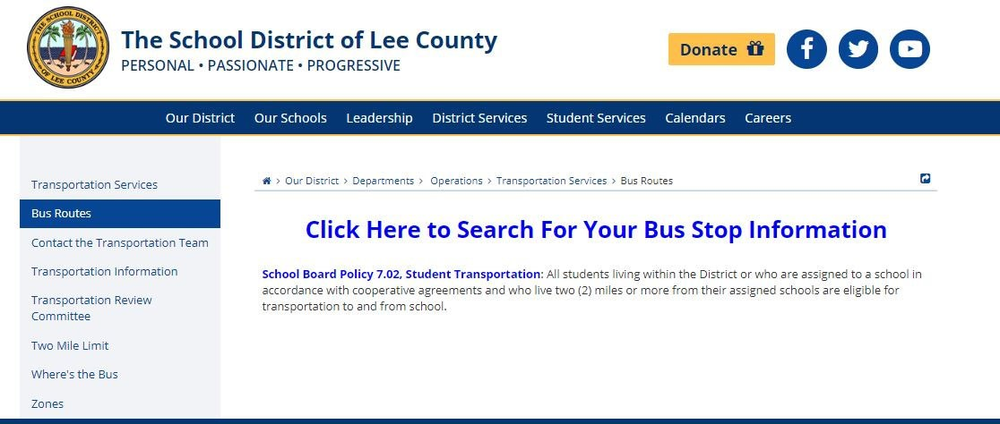 THE SCHOOL DISTRICT
OF LEE COUNTY
The School District of Lee County
PERSONAL • PASSIONATE • PROGRESSIVE
Donate
Our District Our Schools Leadership District Services Student Services Calendars Careers
Transportation Services
Bus Routes
Contact the Transportation Team
Transportation Information
Transportation Review
Committee
Two Mile Limit
Where's the Bus
Zones
> Our District > Departments > Operations > Transportation Services > Bus Routes
Click Here to Search For Your Bus Stop Information
School Board Policy 7.02, Student Transportation: All students living within the District or who are assigned to a school in
accordance with cooperative agreements and who live two (2) miles or more from their assigned schools are eligible for
transportation to and from school.